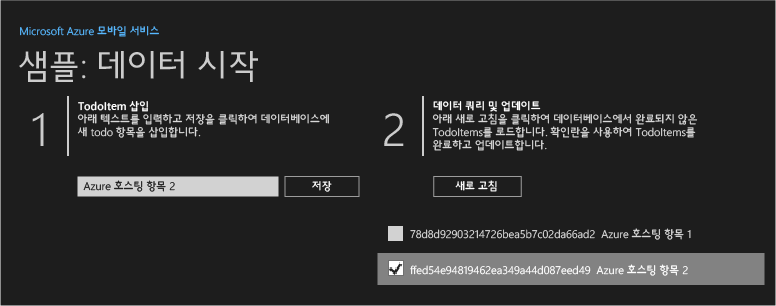 Microsoft Azure 모바일 서비스
샘플: 데이터 시작
1
TodoItem 삽입
아래 텍스트를 입력하고 저장을 클릭하여 데이터베이스에
새 todo 항목을 삽입합니다.
Azure 호스팅 항목 2
저장
2
데이터 쿼리 및 업데이트
아래 새로 고침을 클릭하여 데이터베이스에서 완료되지 않은
TodoItems를 로드합니다. 확인란을 사용하여 TodoItems를
완료하고 업데이트합니다.
새로 고침
78d8d92903214726bea5b7c02da66ad2 Azure 호스팅 항목 1
ffed54e94819462ea349a44d087eed49 Azure 호스팅 항목 2